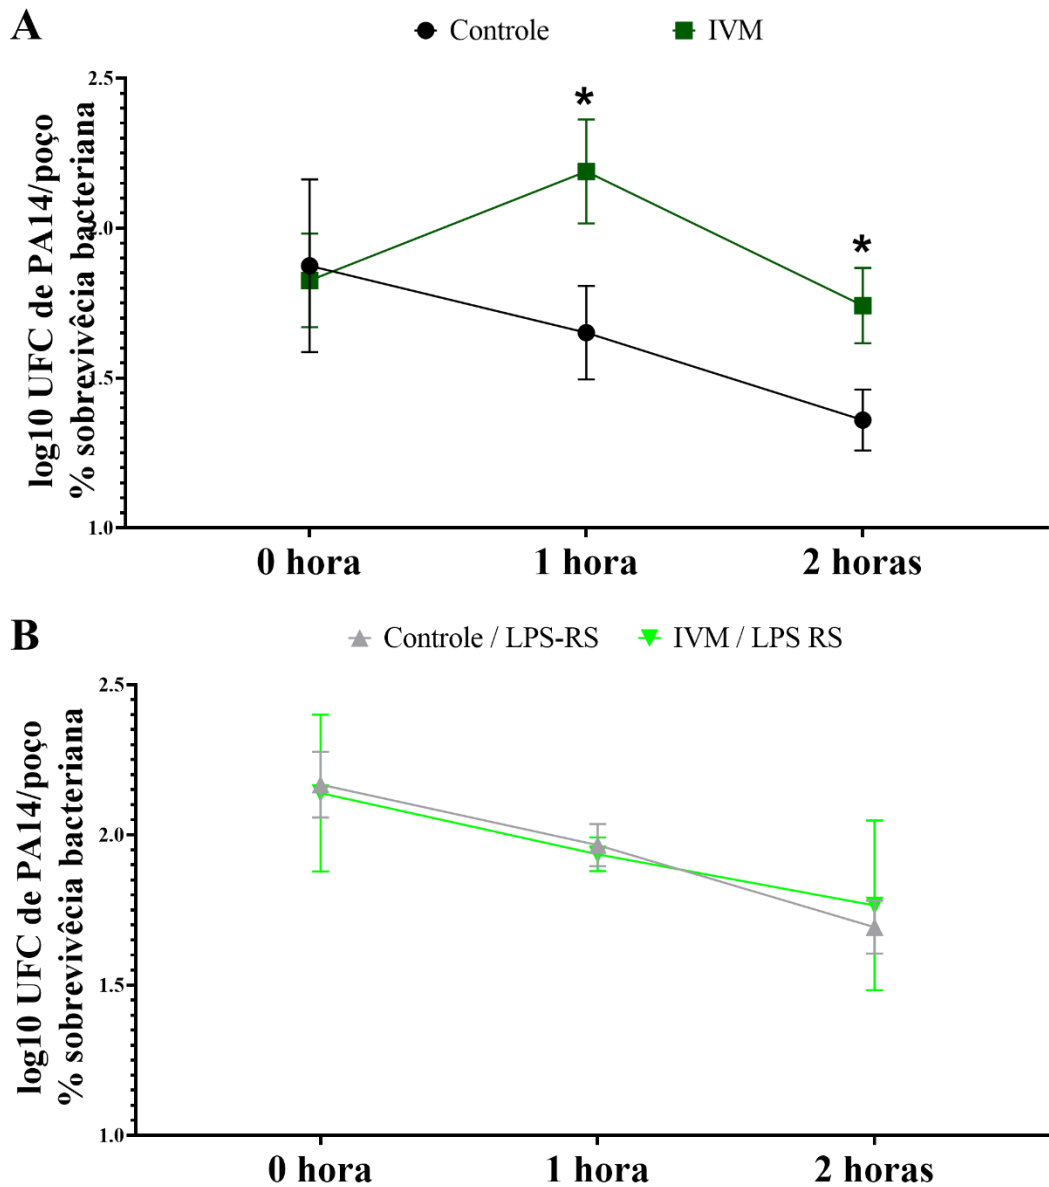 A
Controle IVM
log10 UFC de PA14/poço
% sobrevivêcia bacteriana
2.5
*
2.0
*
1.5
1.0
0 hora 1 hora 2 horas
B
Controle / LPS-RS IVM / LPS RS
log10 UFC de PA14/poço
% sobrevivêcia bacteriana
2.5
2.0
1.5
1.0
0 hora 1 hora 2 horas